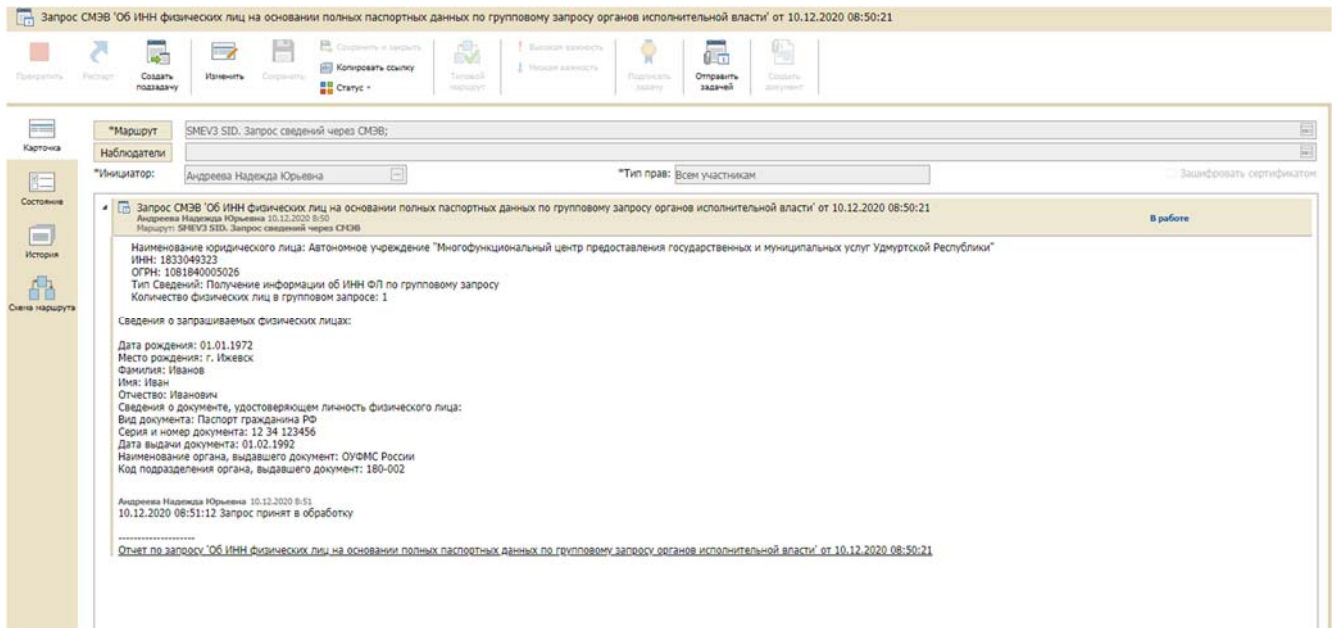 Запрос СМЭВ 'Об ИНН физических лиц на основании полных паспортных данных по групповому запросу органов исполнительной власти' от 10.12.2020 08:50:21
Прекратить
Рестарт
Создать подзадачу
Изменить
Сохранить
Сохранить и закрыть
Копировать ссылку
Статус
Типовой маршрут
Высокая важность
Низкая важность
Подписать задачу
Отправить задачей
Создать документ
Карточка
Состояние
История
Схема маршрута
*Маршрут SMEV3 SID. Запрос сведений через СМЭВ;
Наблюдатели
*Инициатор: Андреева Надежда Юрьевна *Тип прав: Всем участникам Зашифровать сертификатом
Запрос СМЭВ 'Об ИНН физических лиц на основании полных паспортных данных по групповому запросу органов исполнительной власти' от 10.12.2020 08:50:21
Андреева Надежда Юрьевна 10.12.2020 8:50 В работе
Маршрут: SMEV3 SID. Запрос сведений через СМЭВ
Наименование юридического лица: Автономное учреждение "Многофункциональный центр предоставления государственных и муниципальных услуг Удмуртской Республики"
ИНН: 1833049323
ОГРН: 1081840005026
Тип Сведений: Получение информации об ИНН ФЛ по групповому запросу
Количество физических лиц в групповом запросе: 1
Сведения о запрашиваемых физических лицах:
Дата рождения: 01.01.1972
Место рождения: г. Ижевск
Фамилия: Иванов
Имя: Иван
Отчество: Иванович
Сведения о документе, удостоверяющем личность физического лица:
Вид документа: Паспорт гражданина РФ
Серия и номер документа: 12 34 123456
Дата выдачи документа: 01.02.1992
Наименование органа, выдавшего документ: ОУФМС России
Код подразделения органа, выдавшего документ: 180-002
Андреева Надежда Юрьевна 10.12.2020 8:51
10.12.2020 08:51:12 Запрос принят в обработку
--------------------
Отчет по запросу 'Об ИНН физических лиц на основании полных паспортных данных по групповому запросу органов исполнительной власти' от 10.12.2020 08:50:21